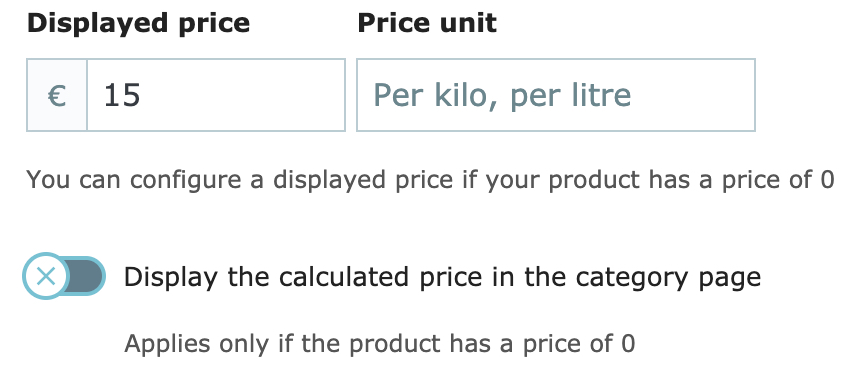 Displayed price Price unit
€ 15 Per kilo, per litre
You can configure a displayed price if your product has a price of 0
Display the calculated price in the category page
Applies only if the product has a price of 0